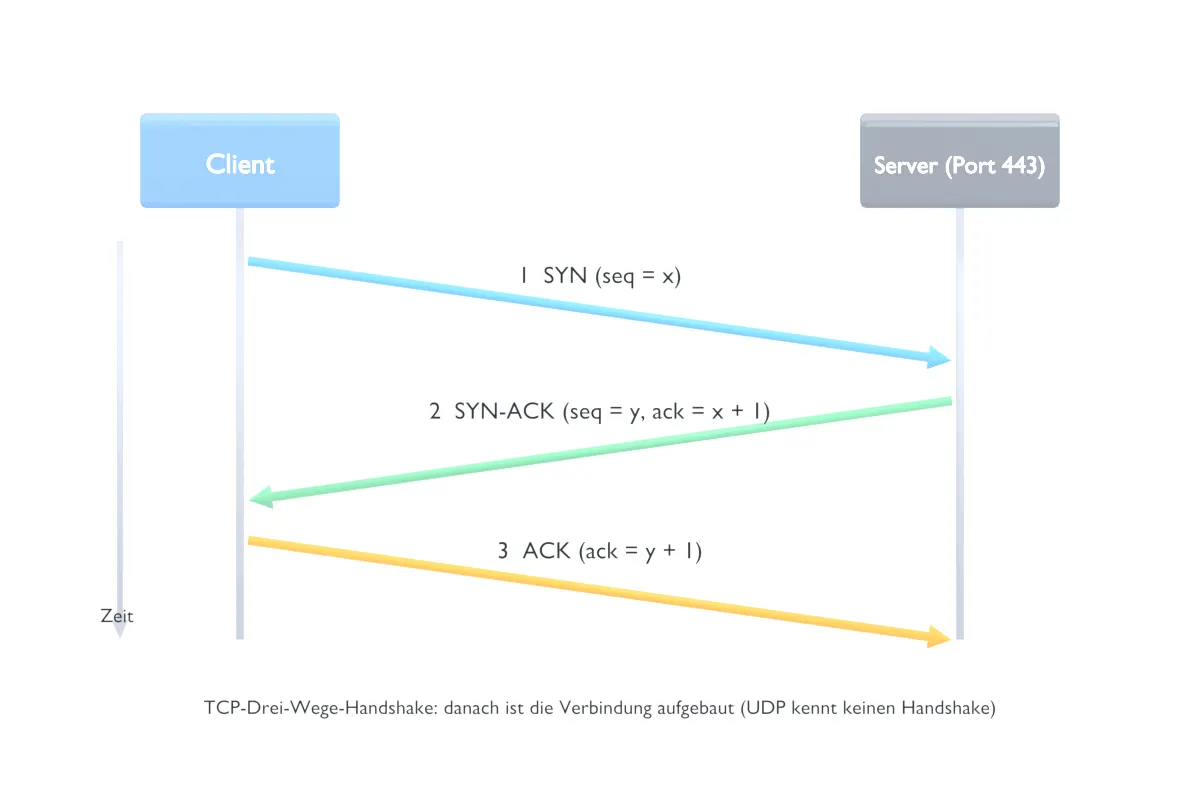 Client
Server (Port 443)
1 SYN (seq = x)
2 SYN-ACK (seq = y, ack = x + 1)
3 ACK (ack = y + 1)
Zeit
TCP-Drei-Wege-Handshake: danach ist die Verbindung aufgebaut (UDP kennt keinen Handshake)